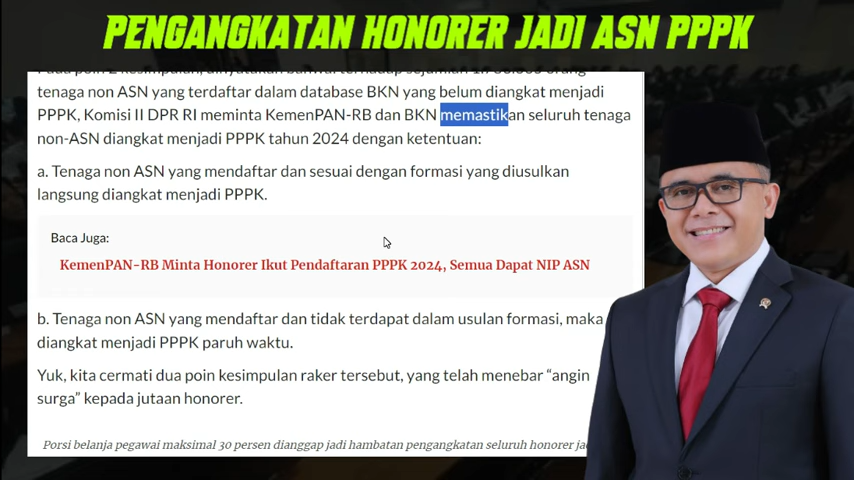 PENGANGKATAN HONORER JADI ASN PPPK
tenaga non ASN yang terdaftar dalam database BKN yang belum diangkat menjadi
PPPK, Komisi II DPR RI meminta KemenPAN-RB dan BKN memastikan seluruh tenaga
non-ASN diangkat menjadi PPPK tahun 2024 dengan ketentuan:
a. Tenaga non ASN yang mendaftar dan sesuai dengan formasi yang diusulkan
langsung diangkat menjadi PPPK.
Baca Juga:
KemenPAN-RB Minta Honorer Ikut Pendaftaran PPPK 2024, Semua Dapat NIP ASN
b. Tenaga non ASN yang mendaftar dan tidak terdapat dalam usulan formasi, maka
diangkat menjadi PPPK paruh waktu.
Yuk, kita cermati dua poin kesimpulan raker tersebut, yang telah menebar “angin
surga” kepada jutaan honorer.
Porsi belanja pegawai maksimal 30 persen dianggap jadi hambatan pengangkatan seluruh honorer